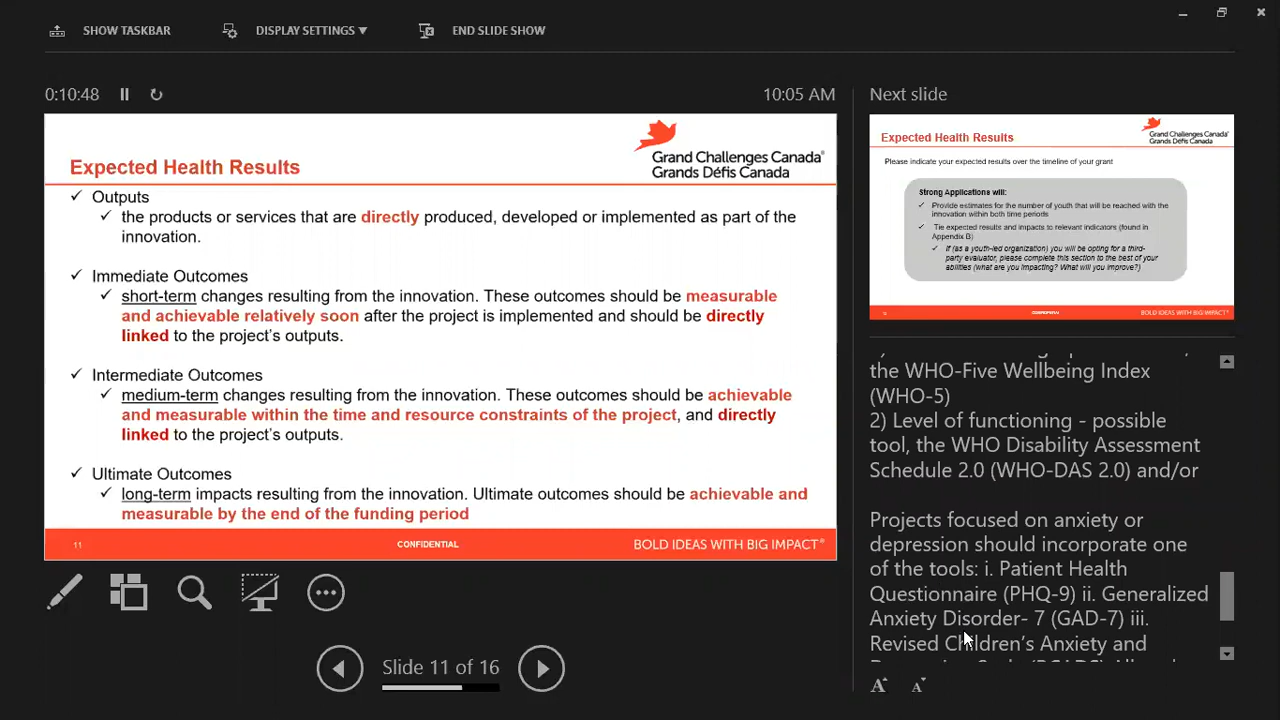 SHOW TASKBAR
DISPLAY SETTINGS ▼
END SLIDE SHOW
0:10:48
10:05 AM
Grand Challenges Canada®
Grands Défis Canada
Expected Health Results
✓ Outputs
✓ the products or services that are directly produced, developed or implemented as part of the
innovation.
✓ Immediate Outcomes
✓ short-term changes resulting from the innovation. These outcomes should be measurable
and achievable relatively soon after the project is implemented and should be directly
linked to the project's outputs.
✓ Intermediate Outcomes
✓ medium-term changes resulting from the innovation. These outcomes should be achievable
and measurable within the time and resource constraints of the project, and directly
linked to the project's outputs.
✓ Ultimate Outcomes
✓ long-term impacts resulting from the innovation. Ultimate outcomes should be achievable and
measurable by the end of the funding period
11
CONFIDENTIAL
BOLD IDEAS WITH BIG IMPACT®
Slide 11 of 16
Next slide
Grand Challenges Canada®
Grands Défis Canada
Expected Health Results
Please indicate your expected results over the timeline of your grant
Strong Applications will:
✓ Provide estimates for the number of youth that will be reached with the
innovation within both time periods
✓ Tie expected results and impacts to relevant indicators (found in
Appendix B)
✓ If (as a youth-led organization) you will be opting for a third-
party evaluator, please complete this section to the best of your
abilities (what are you impacting? What will you improve?)
CONFIDENTIAL
BOLD IDEAS WITH BIG IMPACT®
the WHO-Five Wellbeing Index
(WHO-5)
2) Level of functioning - possible
tool, the WHO Disability Assessment
Schedule 2.0 (WHO-DAS 2.0) and/or
Projects focused on anxiety or
depression should incorporate one
of the tools: i. Patient Health
Questionnaire (PHQ-9) ii. Generalized
Anxiety Disorder- 7 (GAD-7) iii.
Revised Children's Anxiety and